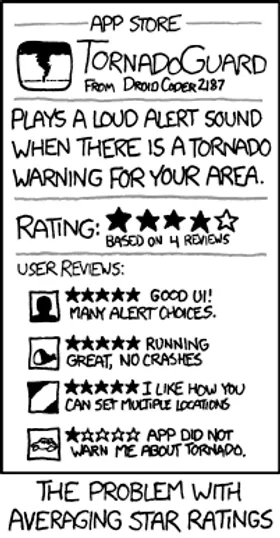 APP STORE
TORNADOGUARD
FROM DROIDCODER2187
PLAYS A LOUD ALERT SOUND
WHEN THERE IS A TORNADO
WARNING FOR YOUR AREA.
RATING: ★★★★☆
BASED ON 4 REVIEWS
USER REVIEWS:
★★★★★ GOOD UI!
MANY ALERT CHOICES.
★★★★★ RUNNING
GREAT, NO CRASHES
★★★★★ I LIKE HOW YOU
CAN SET MULTIPLE LOCATIONS
★☆☆☆☆ APP DID NOT
WARN ME ABOUT TORNADO.
THE PROBLEM WITH
AVERAGING STAR RATINGS